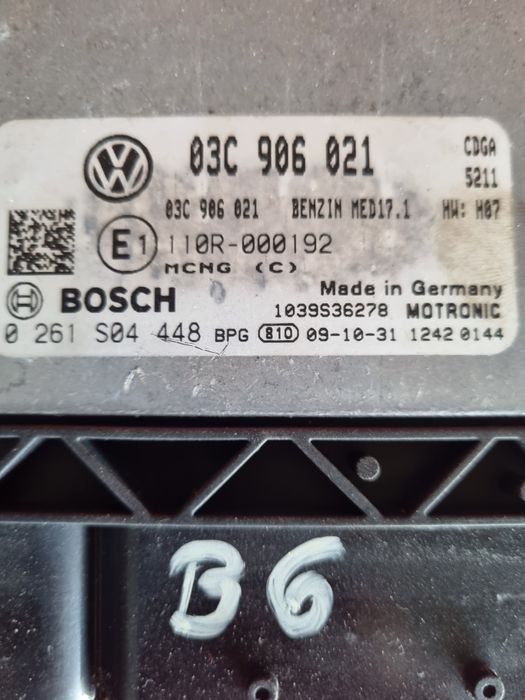 03C 906 021 CDGA
5211
03C 906 021 BENZIN MED17.1 HW: H07
E1 110R-000192
MCNG (C)
BOSCH Made in Germany
1039S36278 MOTRONIC
0 261 S04 448 BPG 810 09-10-31 1242 0144
B6